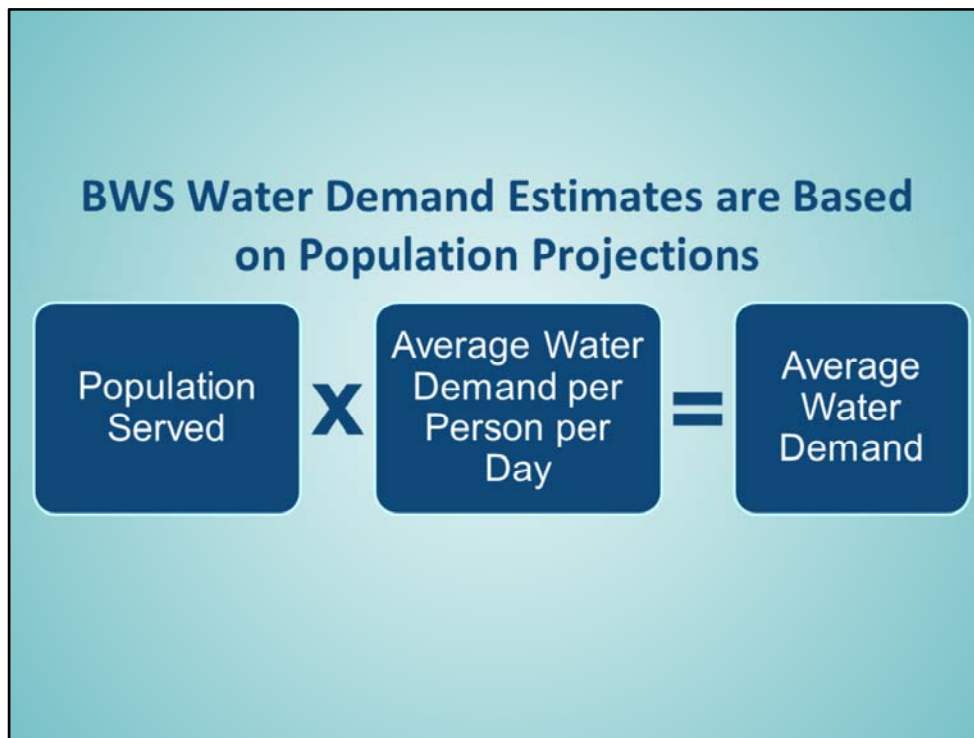 BWS Water Demand Estimates are Based
on Population Projections
Population
Served
X
Average Water
Demand per
Person per
Day
=
Average
Water
Demand